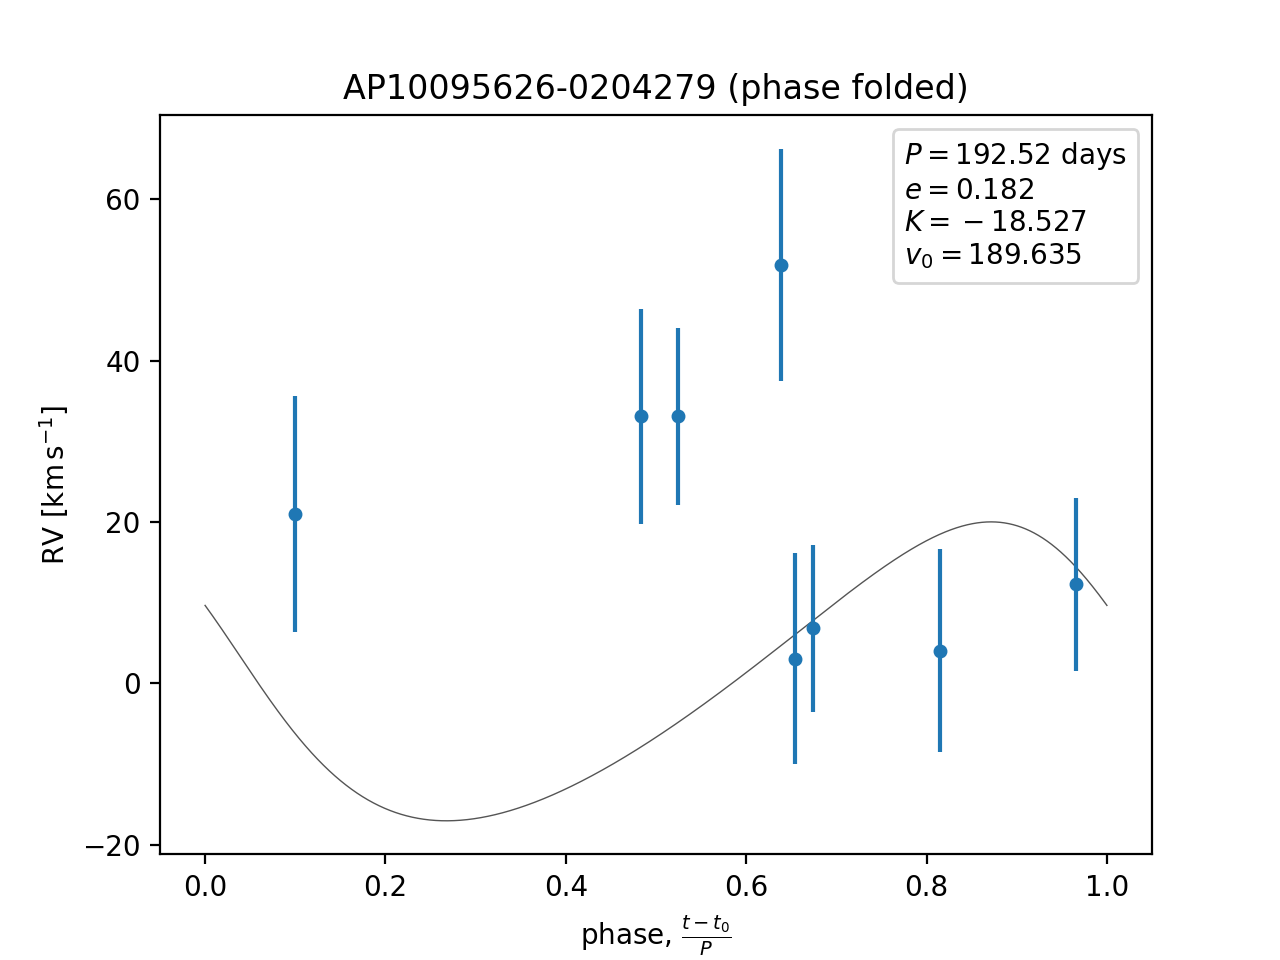 AP10095626-0204279 (phase folded)
P = 192.52 days
e = 0.182
K = −18.527
v₀ = 189.635
60
40
20
0
−20
RV [km s⁻¹]
0.0 0.2 0.4 0.6 0.8 1.0
phase, (t − t₀)/P